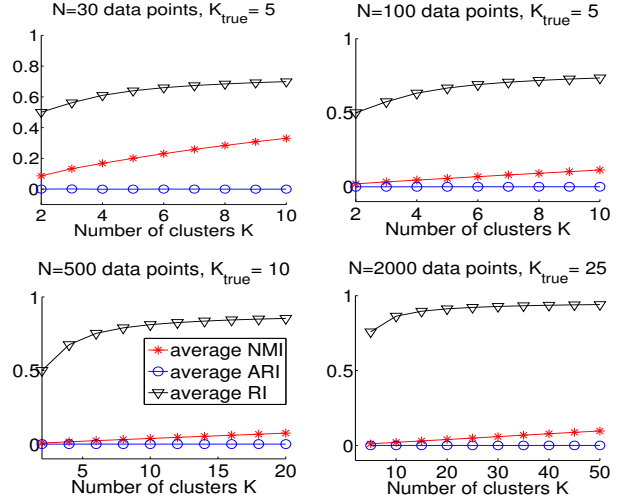 N=30 data points, K_true= 5
1
0.8
0.6
0.4
0.2
0
2 4 6 8 10
Number of clusters K
N=100 data points, K_true= 5
1
0.5
0
2 4 6 8 10
Number of clusters K
N=500 data points, K_true= 10
1
0.5
0
5 10 15 20
Number of clusters K
average NMI
average ARI
average RI
N=2000 data points, K_true= 25
1
0.5
0
10 20 30 40 50
Number of clusters K